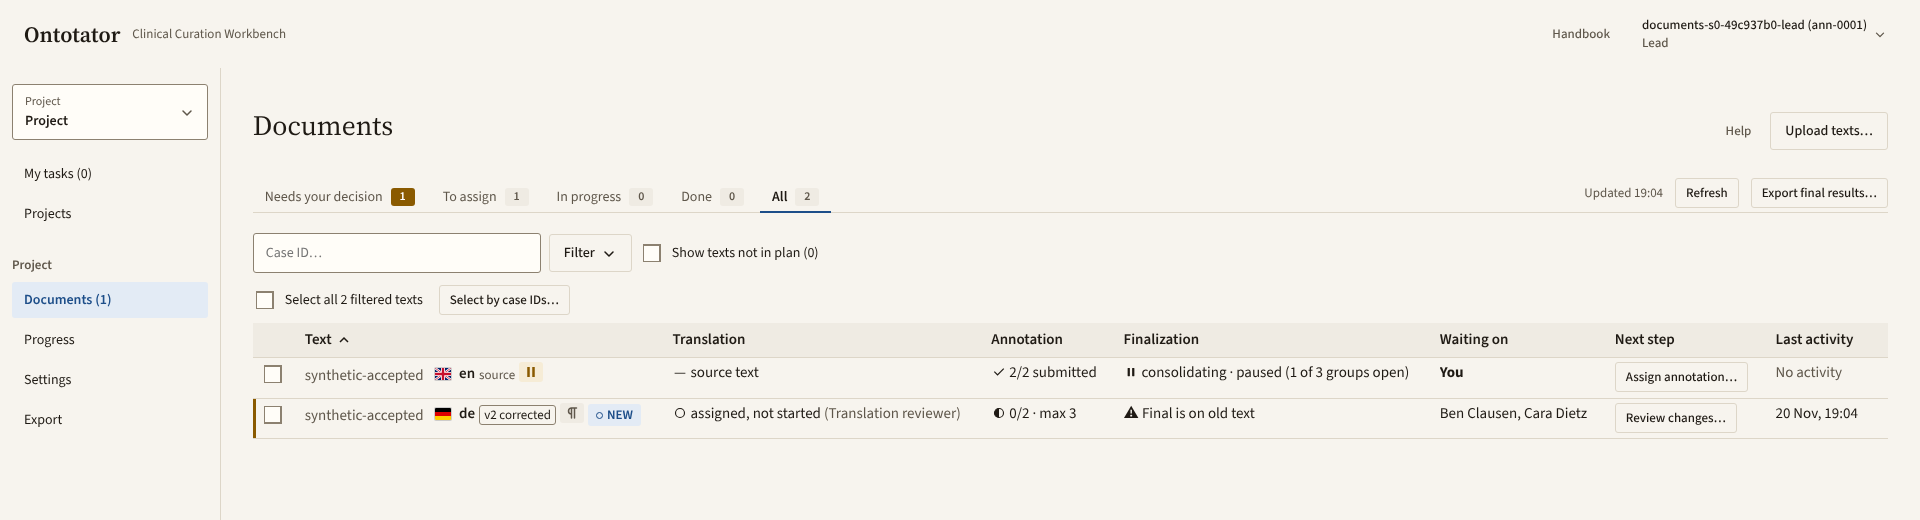 Ontotator Clinical Curation Workbench
Handbook
documents-s0-49c937b0-lead (ann-0001)
Lead
Project
Project
My tasks (0)
Projects
Project
Documents (1)
Progress
Settings
Export
Documents
Help
Upload texts…
Needs your decision 1 To assign 1 In progress 0 Done 0 All 2
Updated 19:04 Refresh Export final results…
Case ID… Filter Show texts not in plan (0)
Select all 2 filtered texts Select by case IDs…
Text Translation Annotation Finalization Waiting on Next step Last activity
synthetic-accepted en source — source text ✓ 2/2 submitted consolidating · paused (1 of 3 groups open) You Assign annotation… No activity
synthetic-accepted de v2 corrected ¶ NEW assigned, not started (Translation reviewer) 0/2 · max 3 Final is on old text Ben Clausen, Cara Dietz Review changes… 20 Nov, 19:04